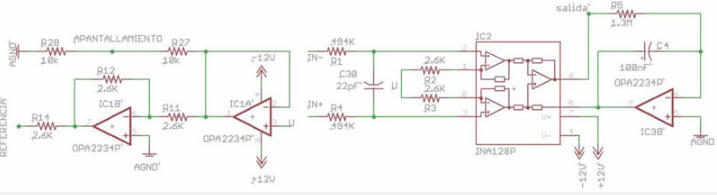 salida'
R5
1.3M
IC2
R28
10k
APANTALLAMIENTO
R27
10k
-12V
IN-
494K
R1
2.6K
R2
2.6K
R3
C30
22pF'
µ
IN+
R4
494K
C4
100nF'
OPA2234P'
IC3B'
AGND
INA128P
V+
V-
-12V
+12V
AGND'
R12
2.6K
IC1B'
R11
2.6K
IC1A'
OPA2234P'
µ
+12V
R14
2.6K
REFERENCIA'
OPA2234P'
AGND'